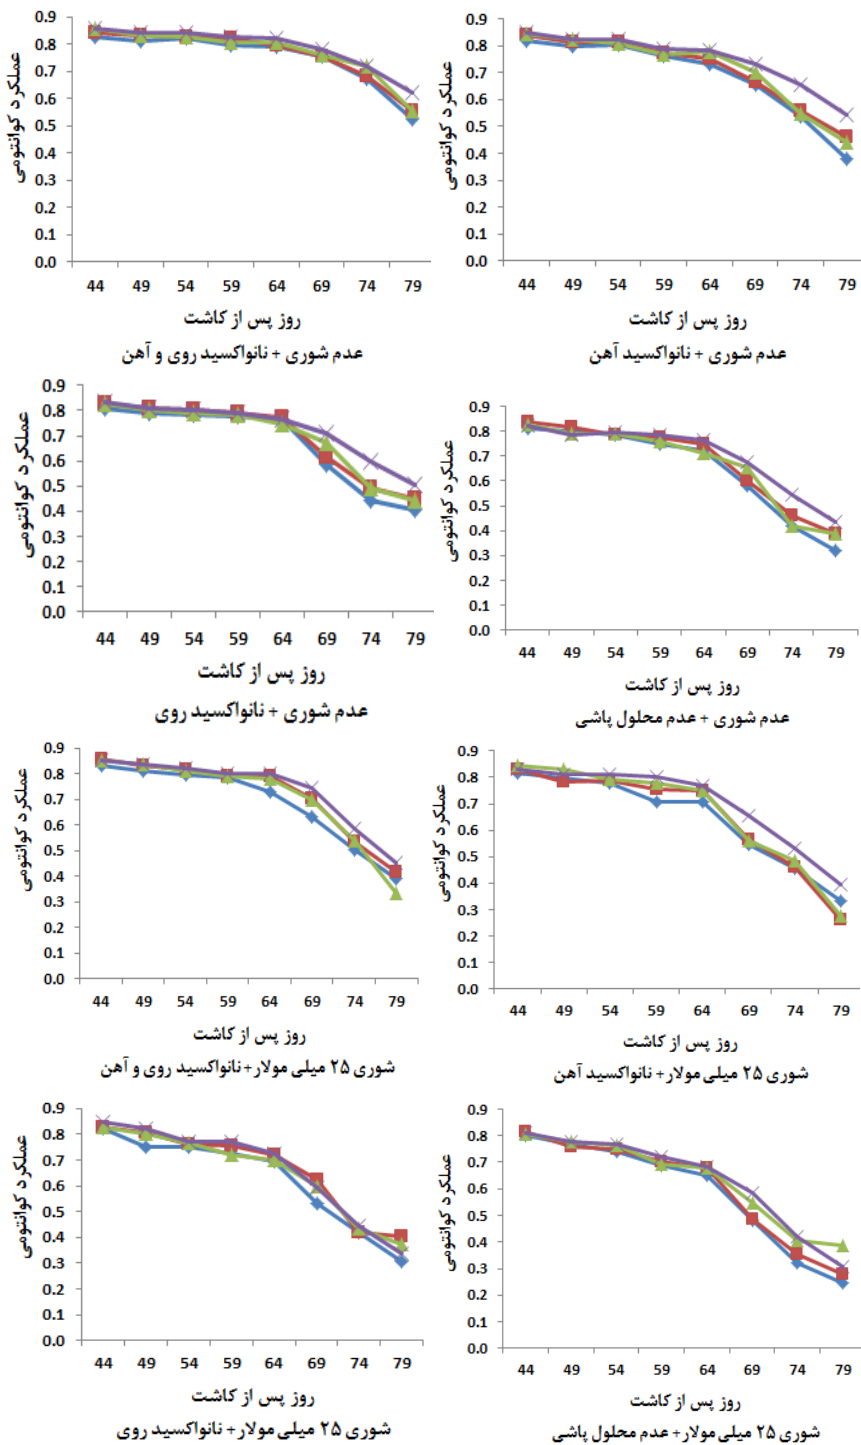 عملکرد کوانتومی
0.9
0.8
0.7
0.6
0.5
0.4
0.3
0.2
0.1
0.0
44 49 54 59 64 69 74 79
روز پس از کاشت
عدم شوری + نانواکسید آهن
عملکرد کوانتومی
0.9
0.8
0.7
0.6
0.5
0.4
0.3
0.2
0.1
0.0
44 49 54 59 64 69 74 79
روز پس از کاشت
عدم شوری + نانواکسید روی و آهن
عملکرد کوانتومی
0.9
0.8
0.7
0.6
0.5
0.4
0.3
0.2
0.1
0.0
44 49 54 59 64 69 74 79
روز پس از کاشت
عدم شوری + عدم محلول پاشی
عملکرد کوانتومی
0.9
0.8
0.7
0.6
0.5
0.4
0.3
0.2
0.1
0.0
44 49 54 59 64 69 74 79
روز پس از کاشت
عدم شوری + نانواکسید روی
عملکرد کوانتومی
0.9
0.8
0.7
0.6
0.5
0.4
0.3
0.2
0.1
0.0
44 49 54 59 64 69 74 79
روز پس از کاشت
شوری ۲۵ میلی مولار+ نانواکسید آهن
عملکرد کوانتومی
0.9
0.8
0.7
0.6
0.5
0.4
0.3
0.2
0.1
0.0
44 49 54 59 64 69 74 79
روز پس از کاشت
شوری ۲۵ میلی مولار+ نانواکسید روی و آهن
عملکرد کوانتومی
0.9
0.8
0.7
0.6
0.5
0.4
0.3
0.2
0.1
0.0
44 49 54 59 64 69 74 79
روز پس از کاشت
شوری ۲۵ میلی مولار+ عدم محلول پاشی
عملکرد کوانتومی
0.9
0.8
0.7
0.6
0.5
0.4
0.3
0.2
0.1
0.0
44 49 54 59 64 69 74 79
روز پس از کاشت
شوری ۲۵ میلی مولار+ نانواکسید روی